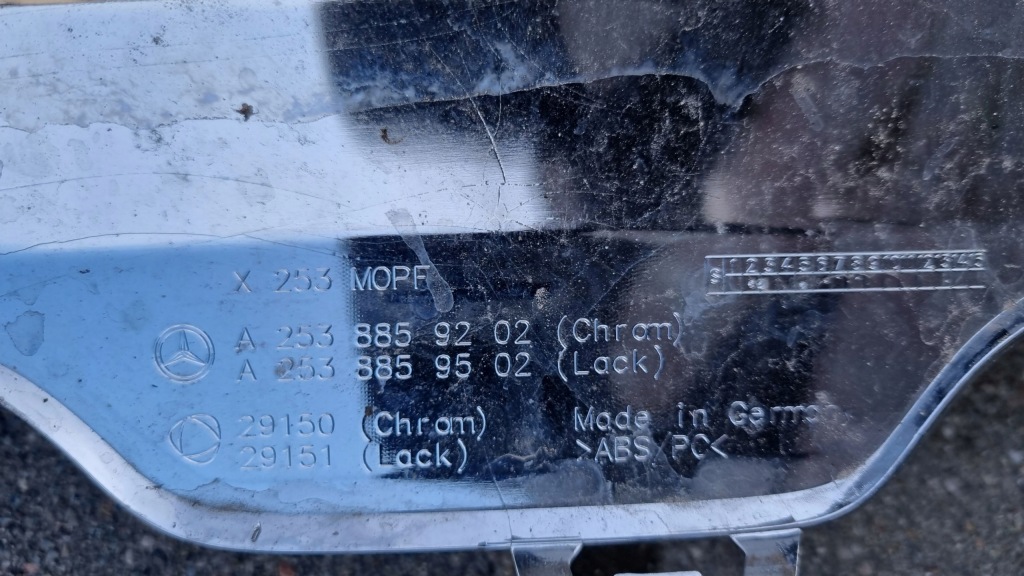 X 253 MOPF
A 253 885 92 02 (Chrom)
A 253 885 95 02 (Lack)
29150 (Chrom)
29151 (Lack)
Made in
>ABS/PC<